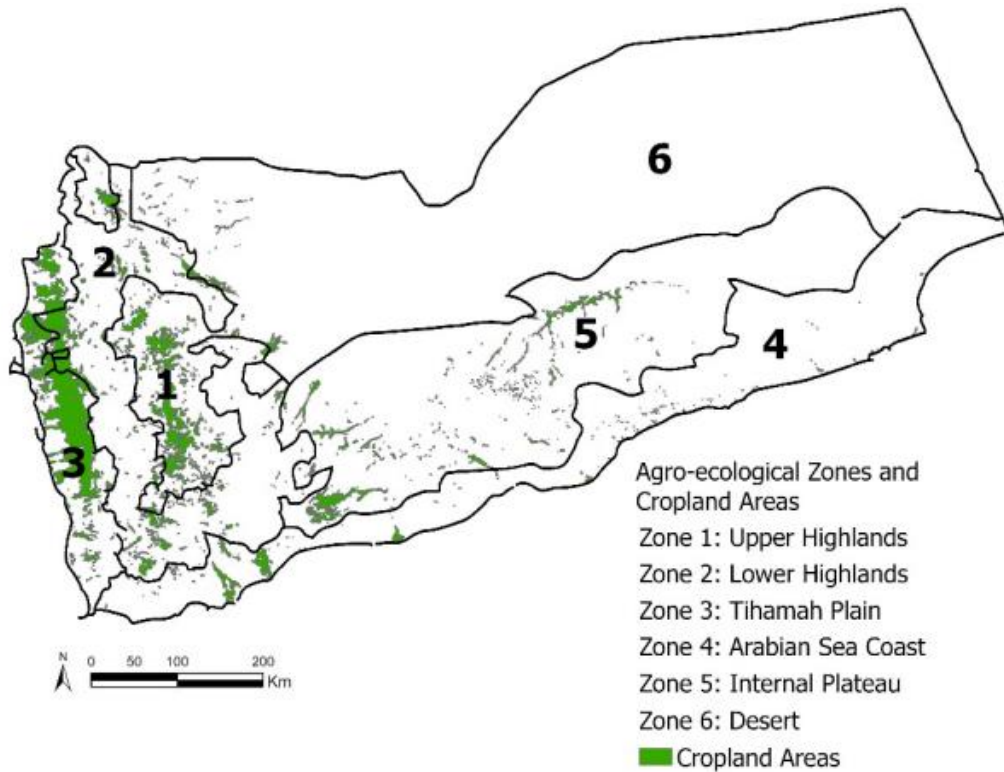 6
2
5
4
1
3
Agro-ecological Zones and
Cropland Areas
Zone 1: Upper Highlands
Zone 2: Lower Highlands
Zone 3: Tihamah Plain
Zone 4: Arabian Sea Coast
Zone 5: Internal Plateau
Zone 6: Desert
Cropland Areas
N
0 50 100 200
Km